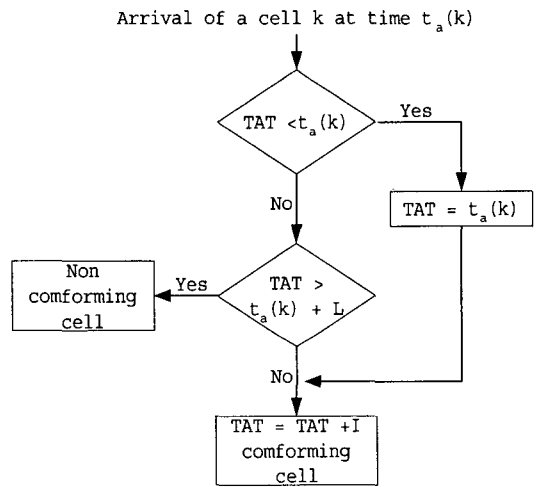 Arrival of a cell k at time t_a(k)
TAT <t_a(k)
Yes
No
TAT = t_a(k)
Non
comforming
cell
Yes
TAT >
t_a(k) + L
No
TAT = TAT +I
comforming
cell